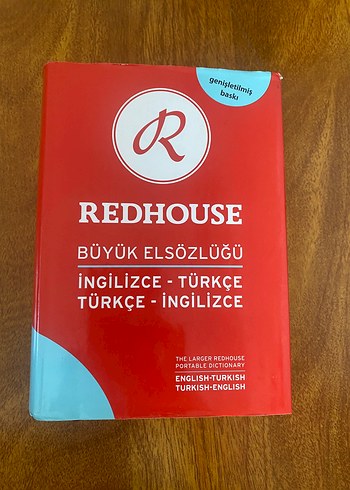 genişletilmiş
baskı
R
REDHOUSE
BÜYÜK ELSÖZLÜĞÜ
İNGİLİZCE - TÜRKÇE
TÜRKÇE - İNGİLİZCE
THE LARGER REDHOUSE
PORTABLE DICTIONARY
ENGLISH-TURKISH
TURKISH-ENGLISH